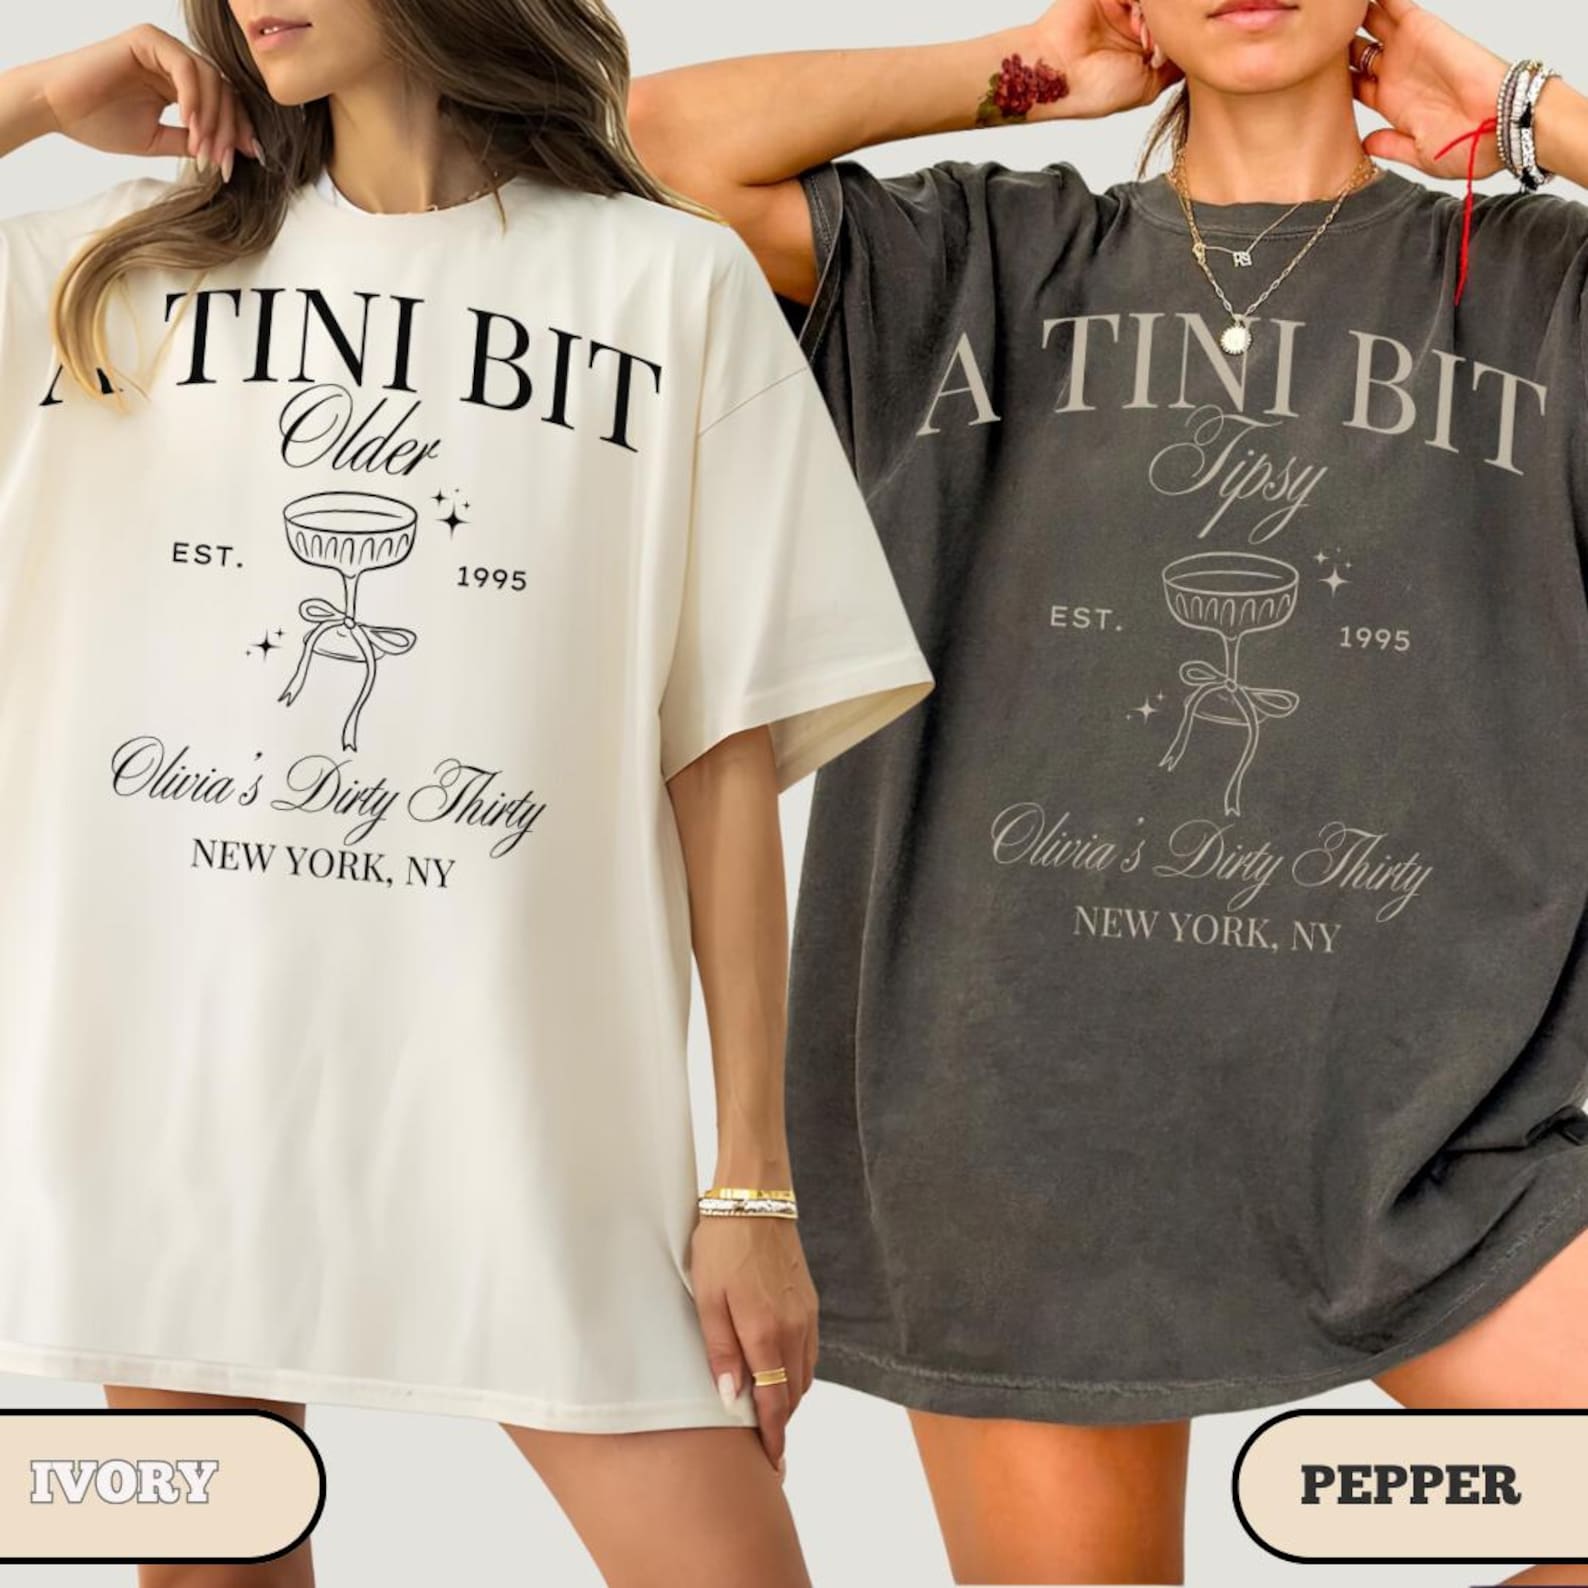 A TINI BIT
Older
EST. 1995
Olivia's Dirty Thirty
NEW YORK, NY
IVORY
A TINI BIT
Tipsy
EST. 1995
Olivia's Dirty Thirty
NEW YORK, NY
PEPPER